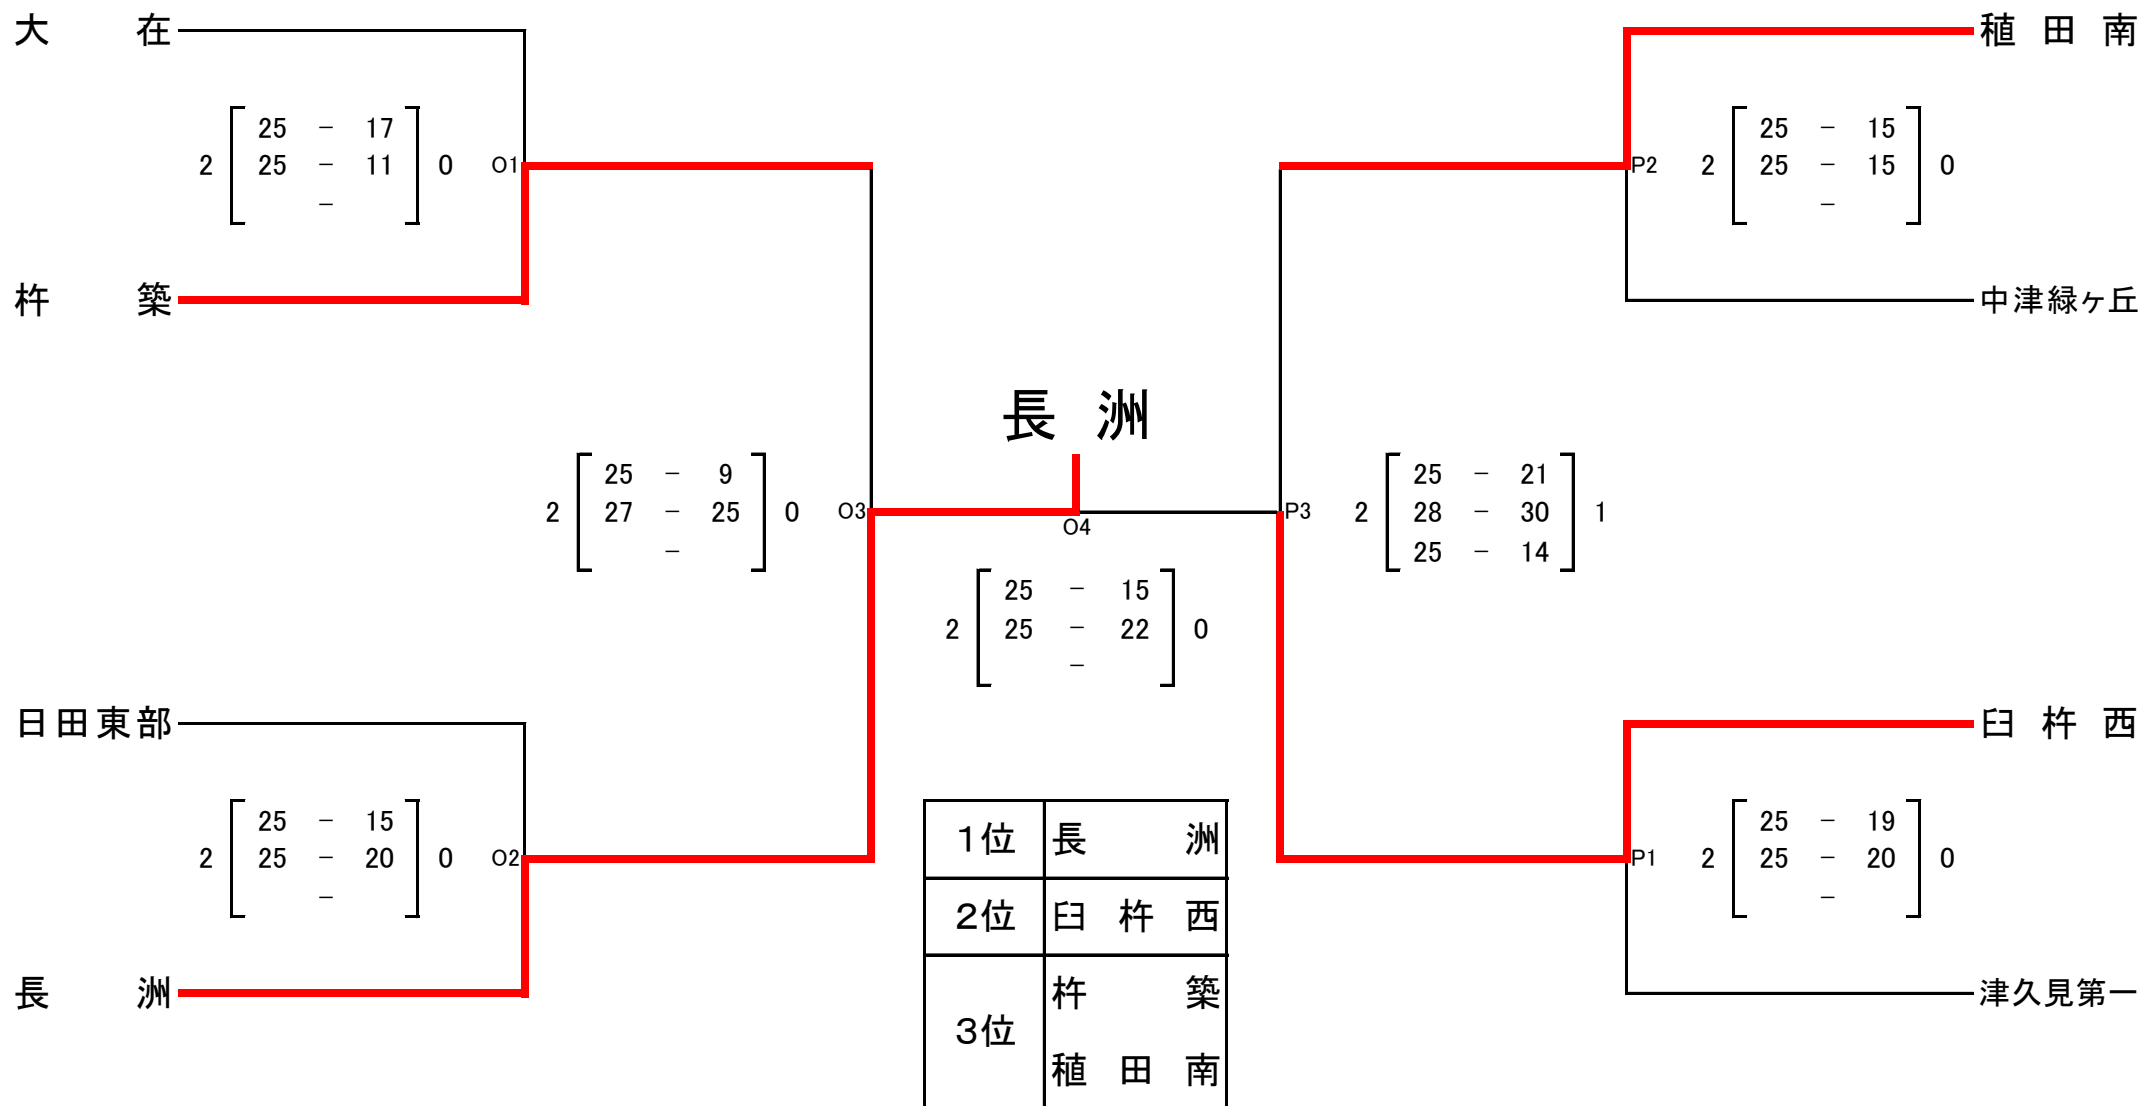 大在
稙田南
25 - 17
2 25 - 11 0 O1
-
25 - 15
P2 2 25 - 15 0
-
杵築
中津緑ヶ丘
長洲
25 - 9
2 27 - 25 0 O3
-
O4
25 - 21
P3 2 28 - 30 1
25 - 14
25 - 15
2 25 - 22 0
-
日田東部
臼杵西
25 - 15
2 25 - 20 0 O2
-
25 - 19
P1 2 25 - 20 0
-
長洲
津久見第一
1位 長洲
2位 臼杵西
3位 杵築
稙田南